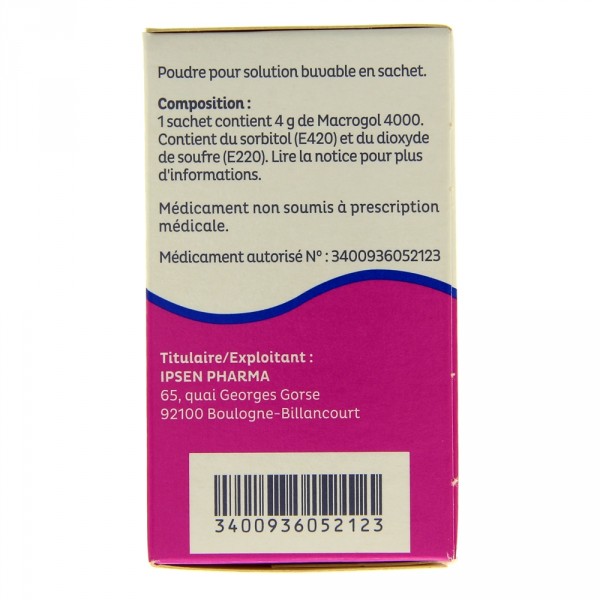 Poudre pour solution buvable en sachet.
Composition :
1 sachet contient 4 g de Macrogol 4000.
Contient du sorbitol (E420) et du dioxyde
de soufre (E220). Lire la notice pour plus
d'informations.
Médicament non soumis à prescription
médicale.
Médicament autorisé N° : 3400936052123
Titulaire/Exploitant :
IPSEN PHARMA
65, quai Georges Gorse
92100 Boulogne-Billancourt
3400936052123